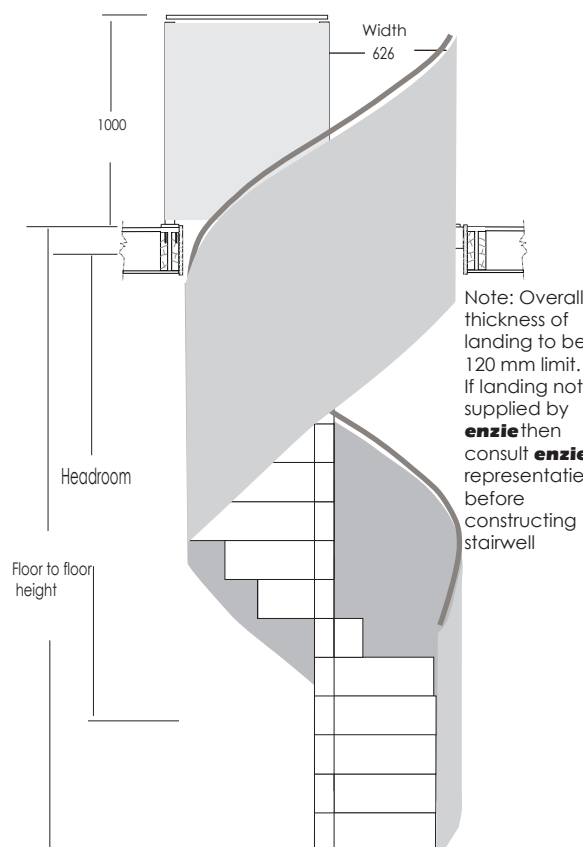 Width
626
1000
Note: Overall
thickness of
landing to be
120 mm limit.
If landing not
supplied by
enzie then
consult enzie
representatie
before
constructing
stairwell
Headroom
Floor to floor
height